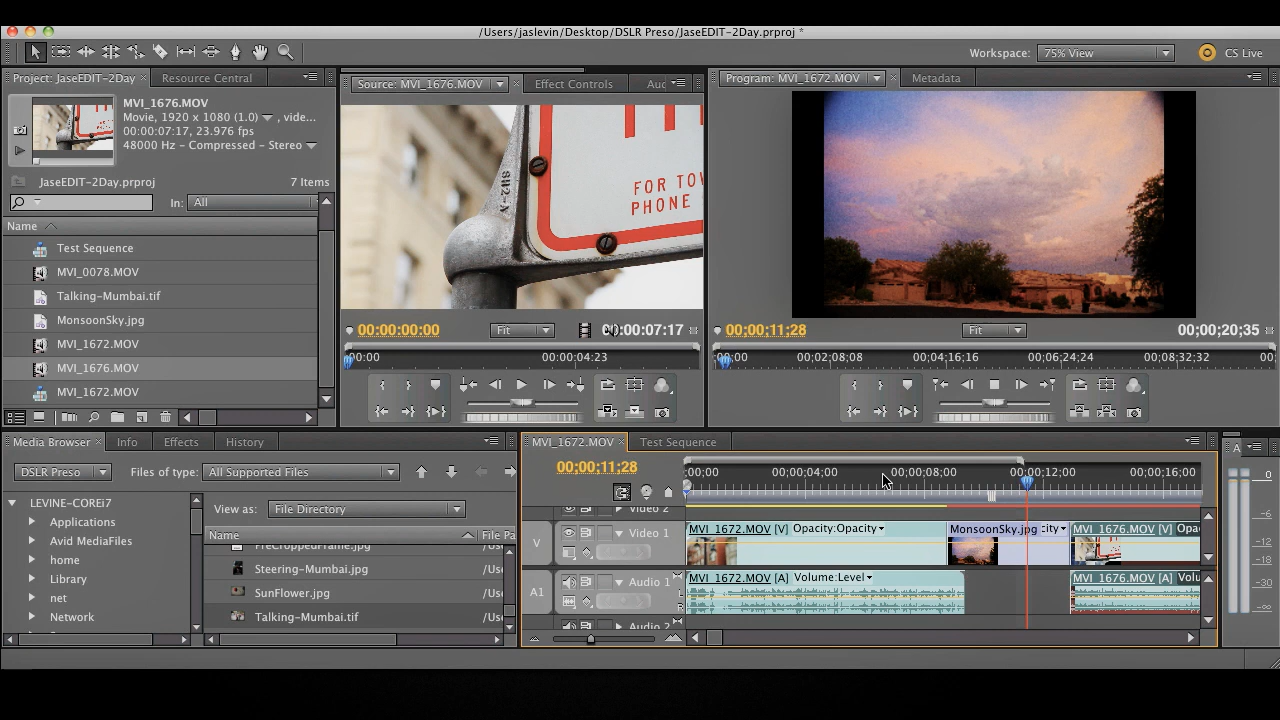 /Users/jaslevin/Desktop/DSLR Preso/JaseEDIT-2Day.prproj *
Workspace: 75% View CS Live
Project: JaseEDIT-2Day Resource Central
MVI_1676.MOV
Movie, 1920 x 1080 (1.0) , vide...
00:00:07:17, 23.976 fps
48000 Hz - Compressed - Stereo
JaseEDIT-2Day.prproj 7 Items
In: All
Name
Test Sequence
MVI_0078.MOV
Talking-Mumbai.tif
MonsoonSky.jpg
MVI_1672.MOV
MVI_1676.MOV
MVI_1672.MOV
Source: MVI_1676.MOV Effect Controls Auc
SH2-A
FOR TOW
PHONE
00:00:00:00 Fit 00:00:07:17
00:00 00:00:04:23
Program: MVI_1672.MOV Metadata
00;00;11;28 Fit 00;00;20;35
00;00 00;02;08;08 00;04;16;16 00;06;24;24 00;08;32;32 00;
Media Browser Info Effects History
DSLR Preso Files of type: All Supported Files
LEVINE-COREi7
Applications
Avid MediaFiles
home
Library
net
Network
View as: File Directory
Name File Pa
FreeCroppedFrame.jpg
Steering-Mumbai.jpg /Use
SunFlower.jpg /Use
Talking-Mumbai.tif /Use
MVI_1672.MOV Test Sequence
00;00;11;28 ;00;00 00;00;04;00 00;00;08;00 00;00;12;00 00;00;16;00
Video 2
V Video 1 MVI_1672.MOV [V] Opacity:Opacity MonsoonSky.jpg city MVI_1676.MOV [V] Opa
A1 Audio 1 MVI_1672.MOV [A] Volume:Level MVI_1676.MOV [A] Volu
L
R
Audio 2
A
0
-6
-12
-18
-30
-∞